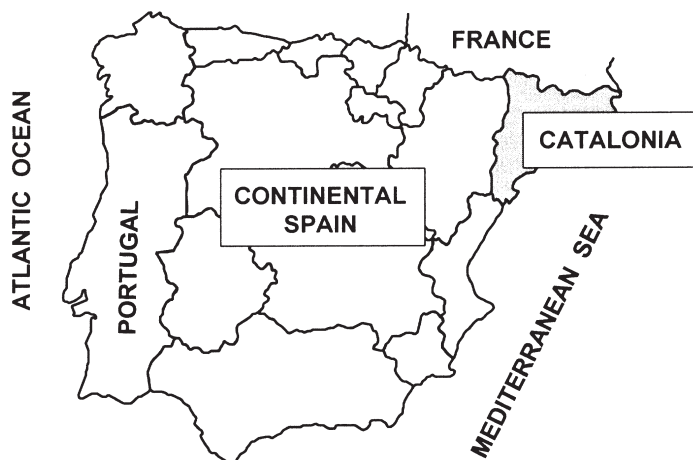 FRANCE
CATALONIA
CONTINENTAL
SPAIN
ATLANTIC OCEAN
PORTUGAL
MEDITERRANEAN SEA